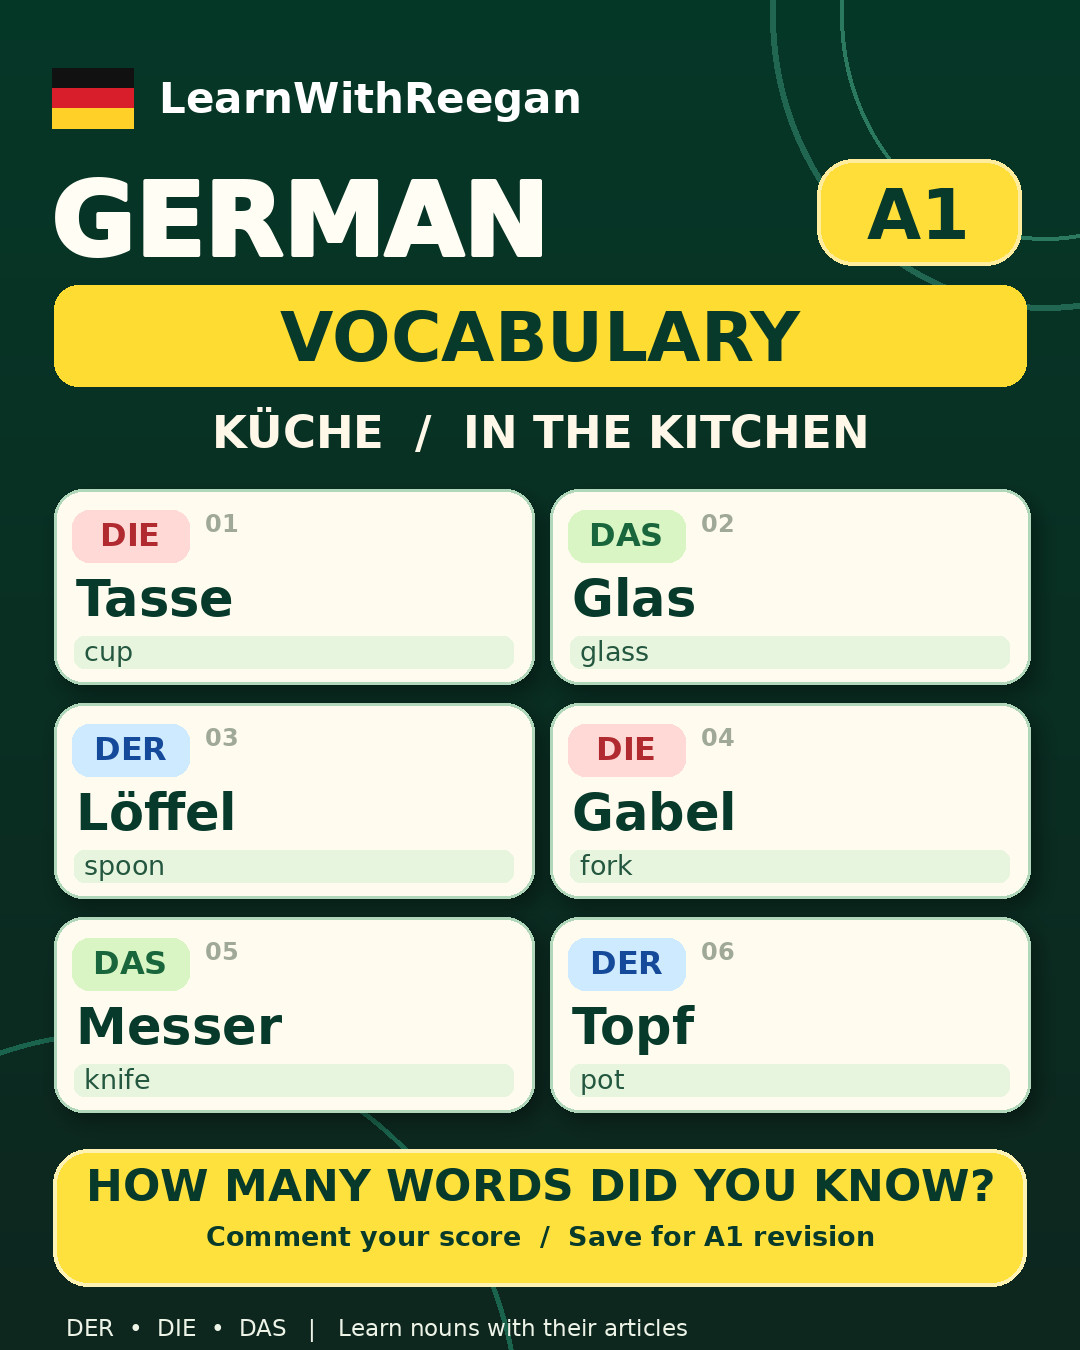 LearnWithReegan
GERMAN
A1
VOCABULARY
KÜCHE / IN THE KITCHEN
DIE 01
Tasse
cup
DAS 02
Glas
glass
DER 03
Löffel
spoon
DIE 04
Gabel
fork
DAS 05
Messer
knife
DER 06
Topf
pot
HOW MANY WORDS DID YOU KNOW?
Comment your score / Save for A1 revision
DER • DIE • DAS | Learn nouns with their articles